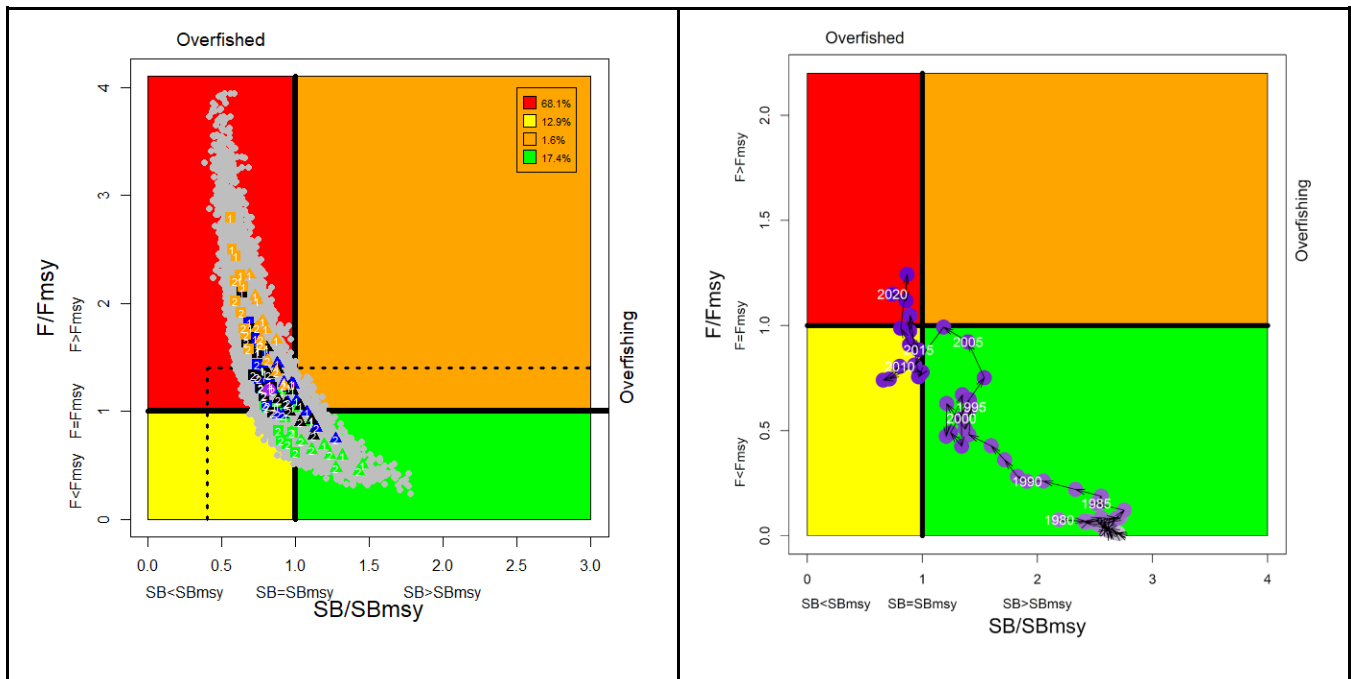 Overfished
4
3
2
1
0
F/Fmsy
F>Fmsy
F=Fmsy
F<Fmsy
68.1%
12.9%
1.6%
17.4%
Overfishing
0.0 0.5 1.0 1.5 2.0 2.5 3.0
SB<SBmsy SB=SBmsy SB>SBmsy
SB/SBmsy
Overfished
2.0
1.5
1.0
0.5
0.0
F/Fmsy
F>Fmsy
F=Fmsy
F<Fmsy
2020
2015
2010
2005
1995
2000
1990
1985
1980
Overfishing
0 1 2 3 4
SB<SBmsy SB=SBmsy SB>SBmsy
SB/SBmsy